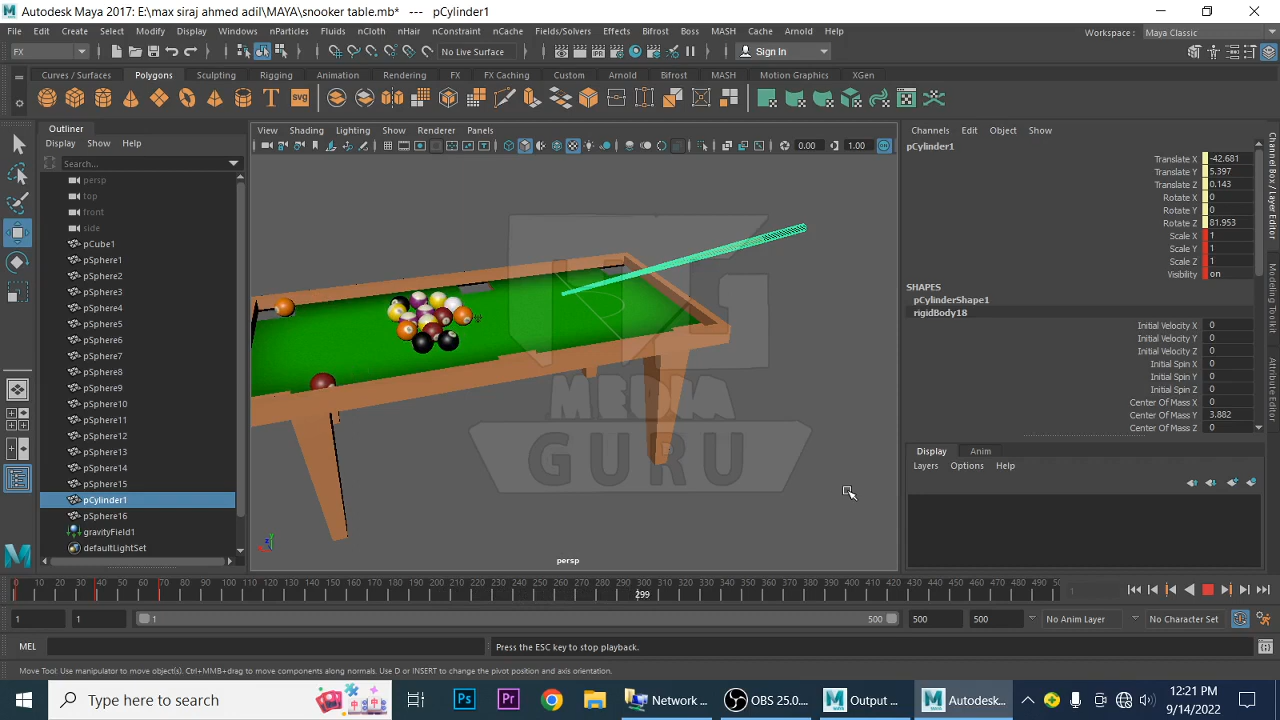 Autodesk Maya 2017: E:\max siraj ahmed adil\MAYA\snooker table.mb* --- pCylinder1
File Edit Create Select Modify Display Windows nParticles Fluids nCloth nHair nConstraint nCache Fields/Solvers Effects Bifrost Boss MASH Cache Arnold Help Workspace : Maya Classic
FX No Live Surface Sign In
Curves / Surfaces Polygons Sculpting Rigging Animation Rendering FX FX Caching Custom Arnold Bifrost MASH Motion Graphics XGen
T svg
Outliner
Display Show Help
Search...
persp
top
front
side
pCube1
pSphere1
pSphere2
pSphere3
pSphere4
pSphere5
pSphere6
pSphere7
pSphere8
pSphere9
pSphere10
pSphere11
pSphere12
pSphere13
pSphere14
pSphere15
pCylinder1
pSphere16
gravityField1
defaultLightSet
View Shading Lighting Show Renderer Panels
0.00 1.00
MEDIA
GURU
persp
Channels Edit Object Show
pCylinder1
Translate X -42.681
Translate Y 5.397
Translate Z 0.143
Rotate X 0
Rotate Y 0
Rotate Z 81.953
Scale X 1
Scale Y 1
Scale Z 1
Visibility on
SHAPES
pCylinderShape1
rigidBody18
Initial Velocity X 0
Initial Velocity Y 0
Initial Velocity Z 0
Initial Spin X 0
Initial Spin Y 0
Initial Spin Z 0
Center Of Mass X 0
Center Of Mass Y 3.882
Center Of Mass Z 0
Display Anim
Layers Options Help
Channel Box / Layer Editor
Attribute Editor
0 10 20 30 40 50 60 70 80 90 100 110 120 130 140 150 160 170 180 190 200 210 220 230 240 250 260 270 280 290 300 310 320 330 340 350 360 370 380 390 400 410 420 430 440 450 460 470 480 490 50
299
1
1 1 1 500 500 500 No Anim Layer No Character Set
MEL Press the ESC key to stop playback.
Move Tool: Use manipulator to move object(s). Ctrl+MMB+drag to move components along normals. Use D or INSERT to change the pivot position and axis orientation.
Type here to search Ps Pr Network ... OBS 25.0.... Output ... Autodes... 12:21 PM
9/14/2022